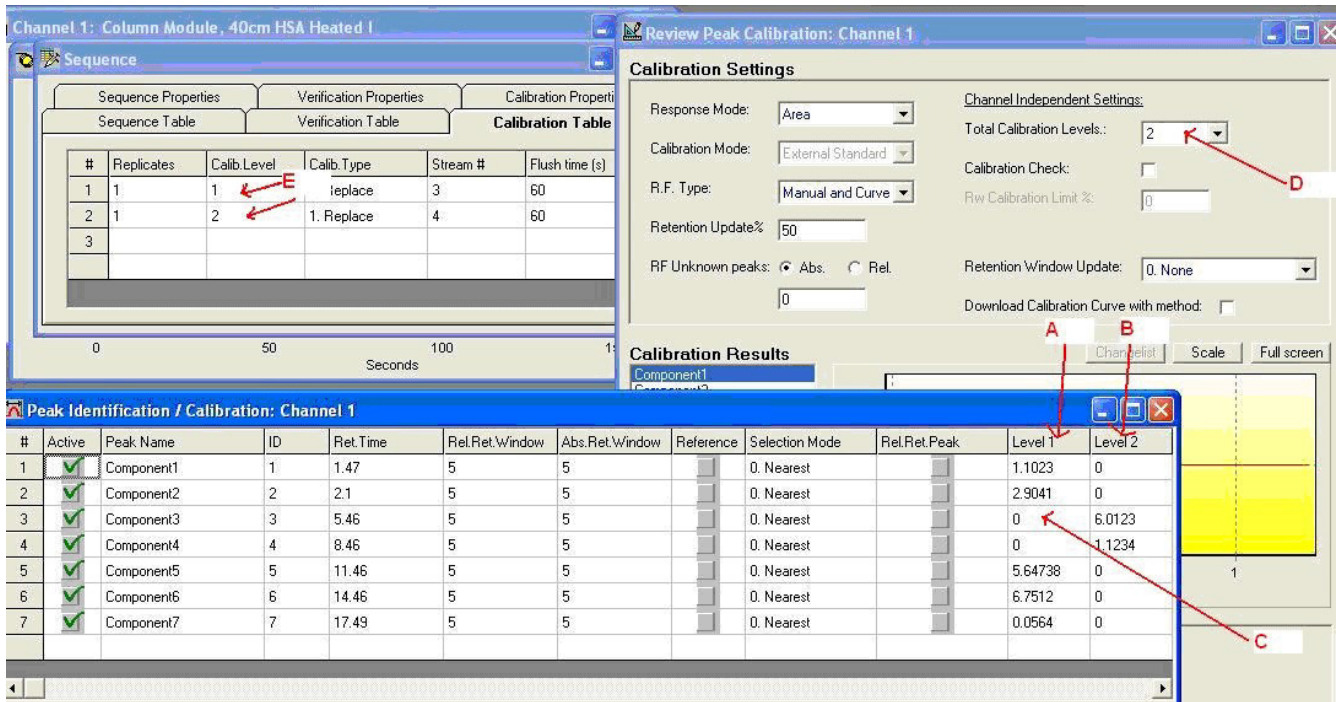 Channel 1: Column Module, 40cm HSA Heated I
Sequence
Sequence Properties Verification Properties Calibration Properti
Sequence Table Verification Table Calibration Table
# Replicates Calib.Level Calib.Type Stream # Flush time (s)
1 1 1 E eplace 3 60
2 1 2 1. Replace 4 60
3
0 50 100 1
Seconds
Review Peak Calibration: Channel 1
Calibration Settings
Response Mode: Area
Calibration Mode: External Standard
R.F. Type: Manual and Curve
Retention Update% 50
RF Unknown peaks: Abs. Rel.
0
Channel Independent Settings:
Total Calibration Levels.: 2
D
Calibration Check:
Rw Calibration Limit %: 0
Retention Window Update: 0. None
Download Calibration Curve with method:
A B
Calibration Results
Changelist Scale Full screen
Component1
1
Peak Identification / Calibration: Channel 1
# Active Peak Name ID Ret.Time Rel.Ret.Window Abs.Ret.Window Reference Selection Mode Rel.Ret.Peak Level 1 Level 2
1 Component1 1 1.47 5 5 0. Nearest 1.1023 0
2 Component2 2 2.1 5 5 0. Nearest 2.9041 0
3 Component3 3 5.46 5 5 0. Nearest 0 6.0123
4 Component4 4 8.46 5 5 0. Nearest 0 1.1234
5 Component5 5 11.46 5 5 0. Nearest 5.64738 0
6 Component6 6 14.46 5 5 0. Nearest 6.7512 0
7 Component7 7 17.49 5 5 0. Nearest 0.0564 0
C